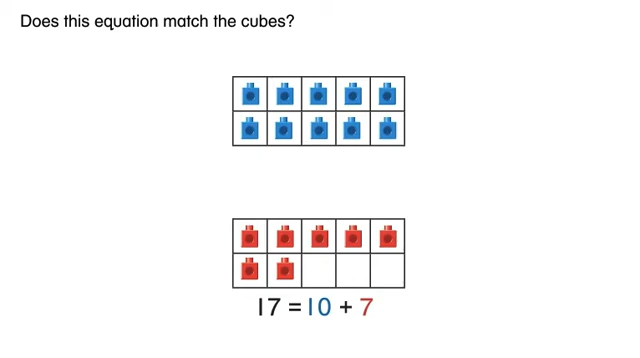 Does this equation match the cubes?
17 = 10 + 7